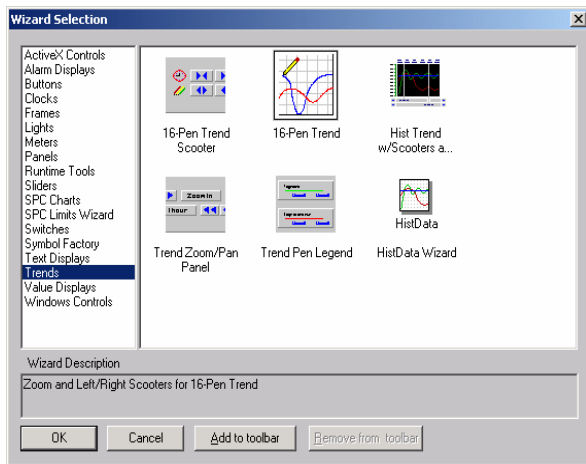 Wizard Selection
ActiveX Controls
Alarm Displays
Buttons
Clocks
Frames
Lights
Meters
Panels
Runtime Tools
Sliders
SPC Charts
SPC Limits Wizard
Switches
Symbol Factory
Text Displays
Trends
Value Displays
Windows Controls
16-Pen Trend
Scooter
16-Pen Trend
Hist Trend
w/Scooters a...
Zoom In
1 hour
Trend Zoom/Pan
Panel
Trend Pen Legend
HistData
HistData Wizard
Wizard Description
Zoom and Left/Right Scooters for 16-Pen Trend
OK
Cancel
Add to toolbar
Remove from toolbar